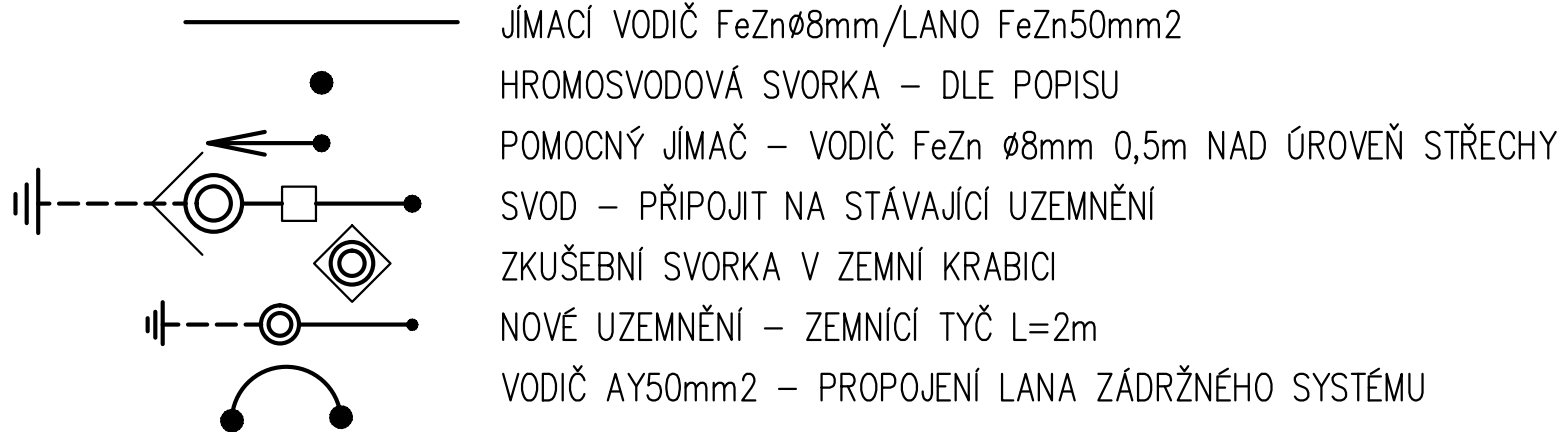 JÍMACÍ VODIČ FeZnø8mm/LANO FeZn50mm2
HROMOSVODOVÁ SVORKA – DLE POPISU
POMOCNÝ JÍMAČ – VODIČ FeZn ø8mm 0,5m NAD ÚROVEŇ STŘECHY
SVOD – PŘIPOJIT NA STÁVAJÍCÍ UZEMNĚNÍ
ZKUŠEBNÍ SVORKA V ZEMNÍ KRABICI
NOVÉ UZEMNĚNÍ – ZEMNÍCÍ TYČ L=2m
VODIČ AY50mm2 – PROPOJENÍ LANA ZÁDRŽNÉHO SYSTÉMU